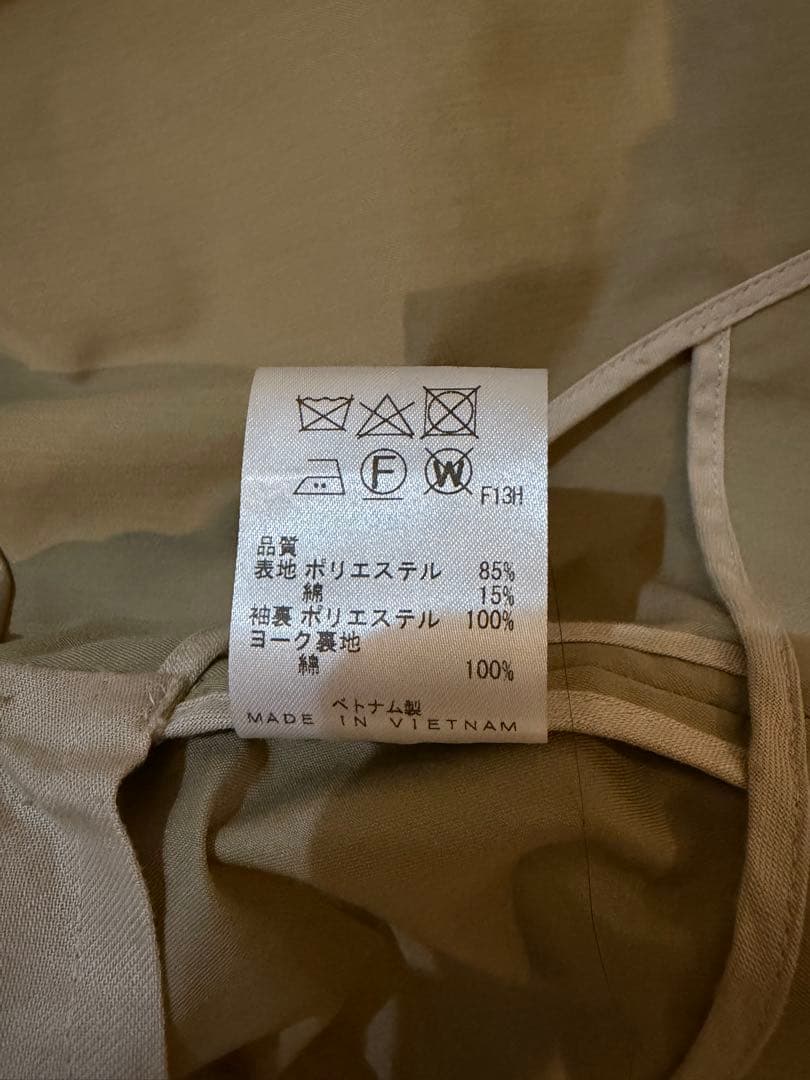 F
W
F13H
品質
表地 ポリエステル 85%
綿 15%
袖裏 ポリエステル 100%
ヨーク裏地
綿 100%
ベトナム製
MADE IN VIETNAM